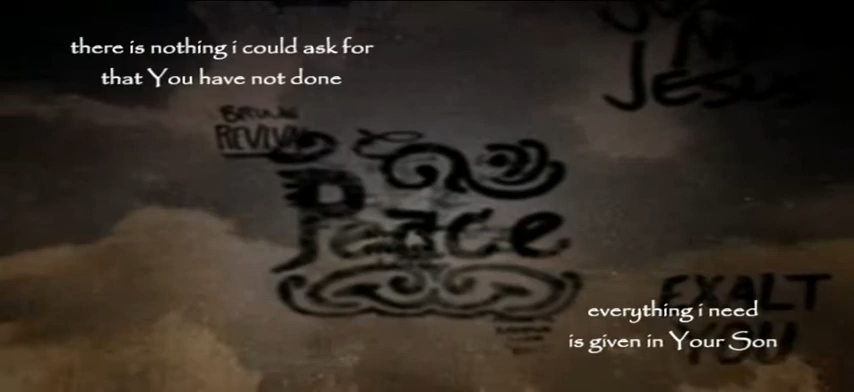 there is nothing i could ask for
that You have not done
JESUS
REVIVAL
Peace
EXALT
YOU
everything i need
is given in Your Son